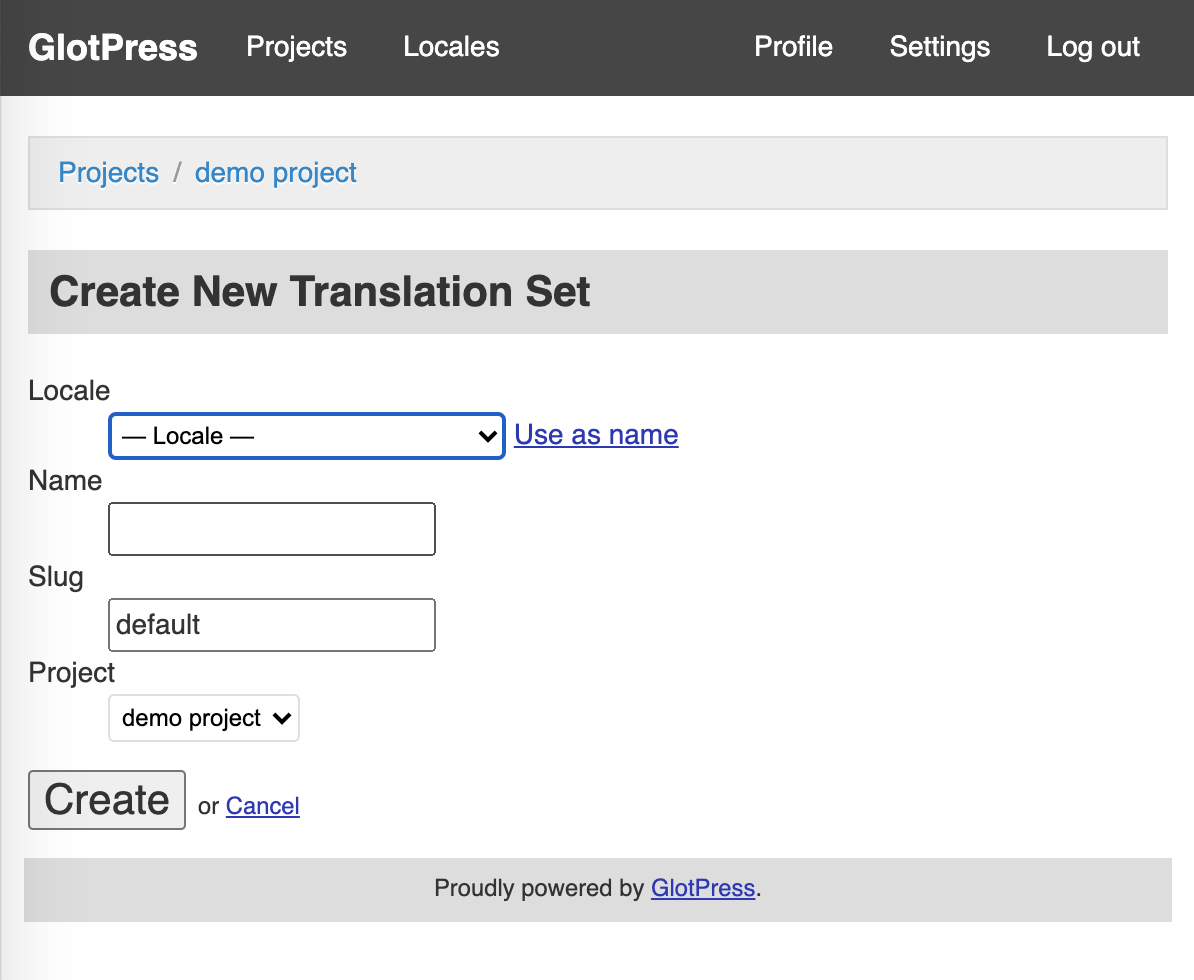 GlotPress Projects Locales Profile Settings Log out
Projects / demo project
Create New Translation Set
Locale
— Locale — Use as name
Name
Slug
default
Project
demo project
Create or Cancel
Proudly powered by GlotPress.